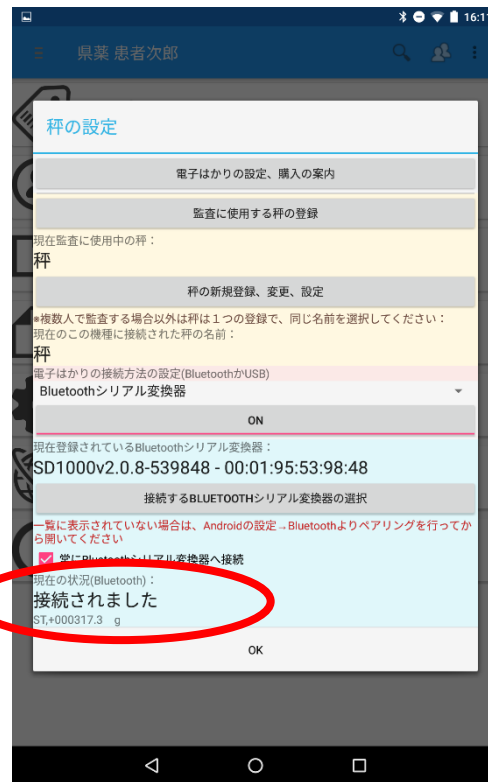 16:11
県薬 患者次郎
秤の設定
電子はかりの設定、購入の案内
監査に使用する秤の登録
現在監査に使用中の秤：
秤
秤の新規登録、変更、設定
*複数人で監査する場合以外は秤は１つの登録で、同じ名前を選択してください：
現在のこの機種に接続された秤の名前：
秤
電子はかりの接続方法の設定(BluetoothかUSB)
Bluetoothシリアル変換器
ON
現在登録されているBluetoothシリアル変換器：
SD1000v2.0.8-539848 - 00:01:95:53:98:48
接続するBLUETOOTHシリアル変換器の選択
一覧に表示されていない場合は、Androidの設定→Bluetoothよりペアリングを行ってか
ら開いてください
常にBluetoothシリアル変換器へ接続
現在の状況(Bluetooth)：
接続されました
ST,+000317.3 g
OK